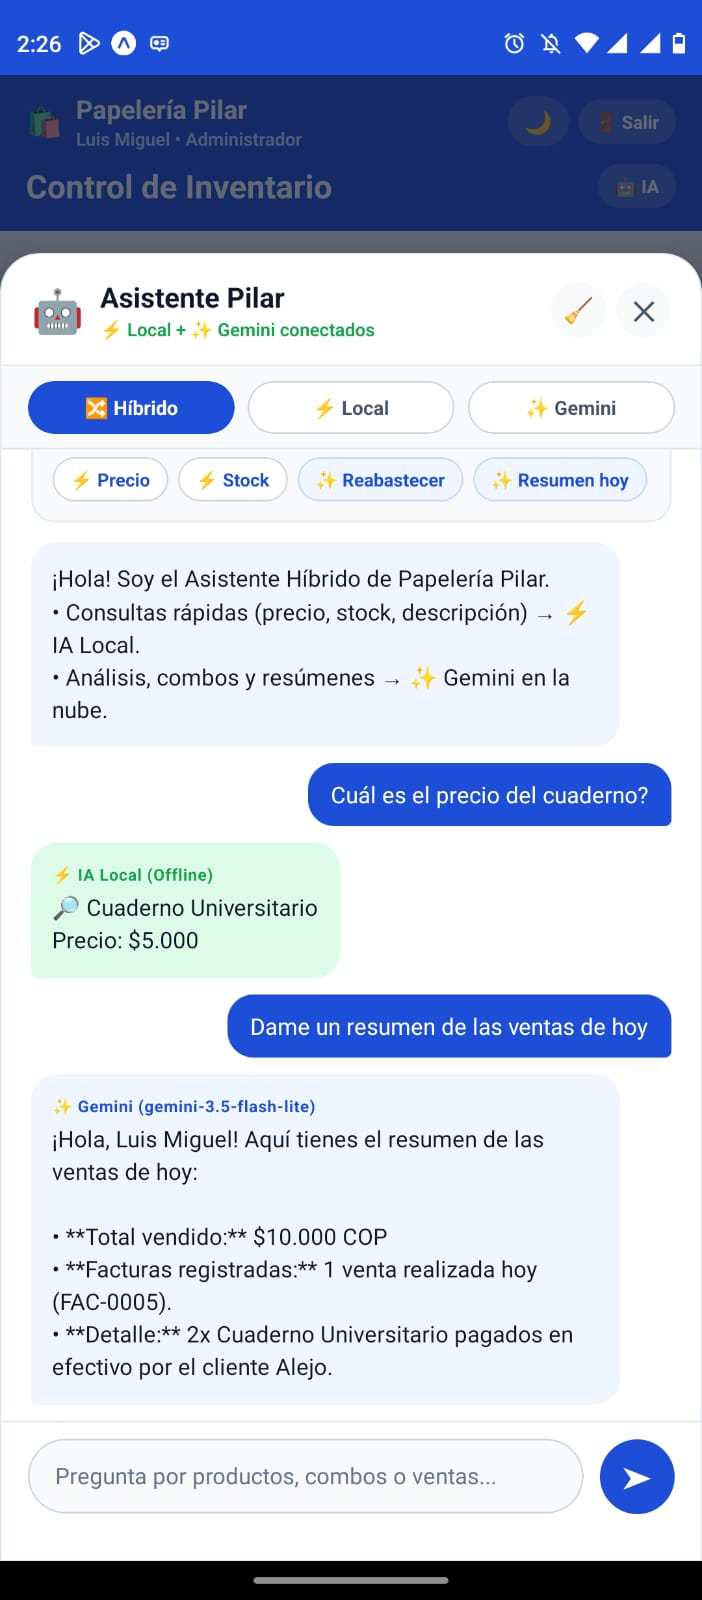 2:26
Papelería Pilar
Luis Miguel • Administrador
🌙
🚪 Salir
Control de Inventario
🤖 IA
Asistente Pilar
⚡ Local + ✨ Gemini conectados
🔀 Híbrido
⚡ Local
✨ Gemini
⚡ Precio
⚡ Stock
✨ Reabastecer
✨ Resumen hoy
¡Hola! Soy el Asistente Híbrido de Papelería Pilar.
• Consultas rápidas (precio, stock, descripción) → ⚡
IA Local.
• Análisis, combos y resúmenes → ✨ Gemini en la
nube.
Cuál es el precio del cuaderno?
⚡ IA Local (Offline)
🔎 Cuaderno Universitario
Precio: $5.000
Dame un resumen de las ventas de hoy
✨ Gemini (gemini-3.5-flash-lite)
¡Hola, Luis Miguel! Aquí tienes el resumen de las
ventas de hoy:
• **Total vendido:** $10.000 COP
• **Facturas registradas:** 1 venta realizada hoy
(FAC-0005).
• **Detalle:** 2x Cuaderno Universitario pagados en
efectivo por el cliente Alejo.
Pregunta por productos, combos o ventas...